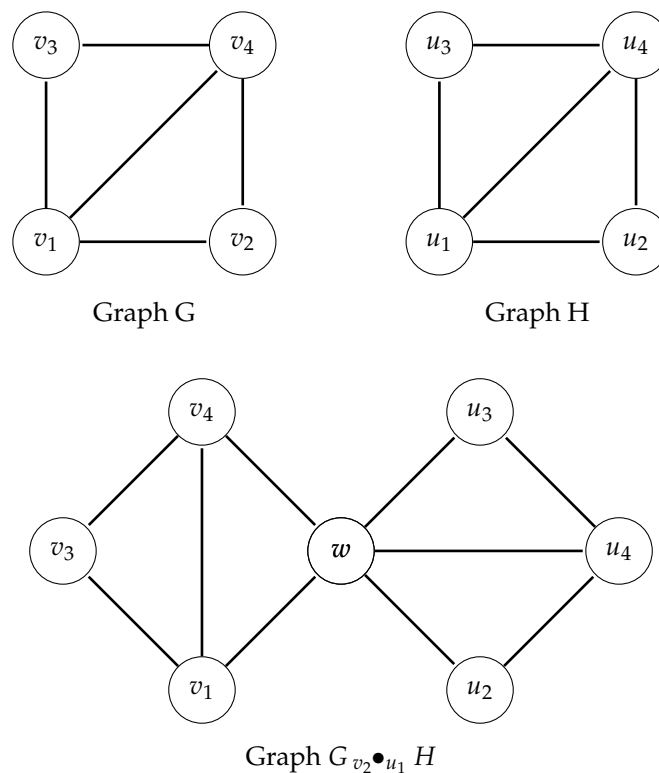 v₃ v₄ u₃ u₄
v₁ v₂ u₁ u₂
Graph G Graph H
v₄ u₃
v₃ w u₄
v₁ u₂
Graph G ᵥ₂•ᵤ₁ H